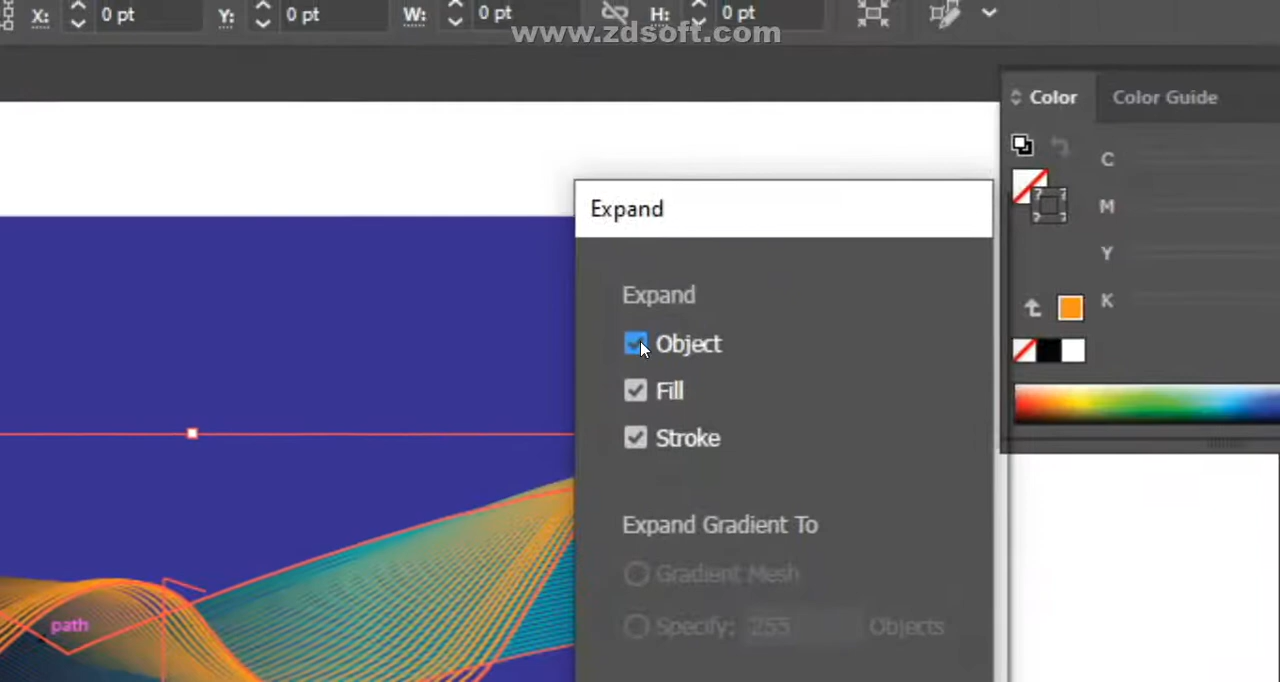 X: 0 pt Y: 0 pt W: 0 pt H: 0 pt
www.zdsoft.com
Color Color Guide
C
M
Y
K
Expand
Expand
Object
Fill
Stroke
Expand Gradient To
Gradient Mesh
Specify: 255 Objects
path